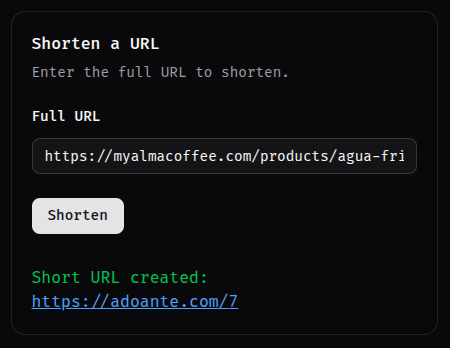 Shorten a URL
Enter the full URL to shorten.
Full URL
https://myalmacoffee.com/products/agua-fri
Shorten
Short URL created:
https://adoante.com/7